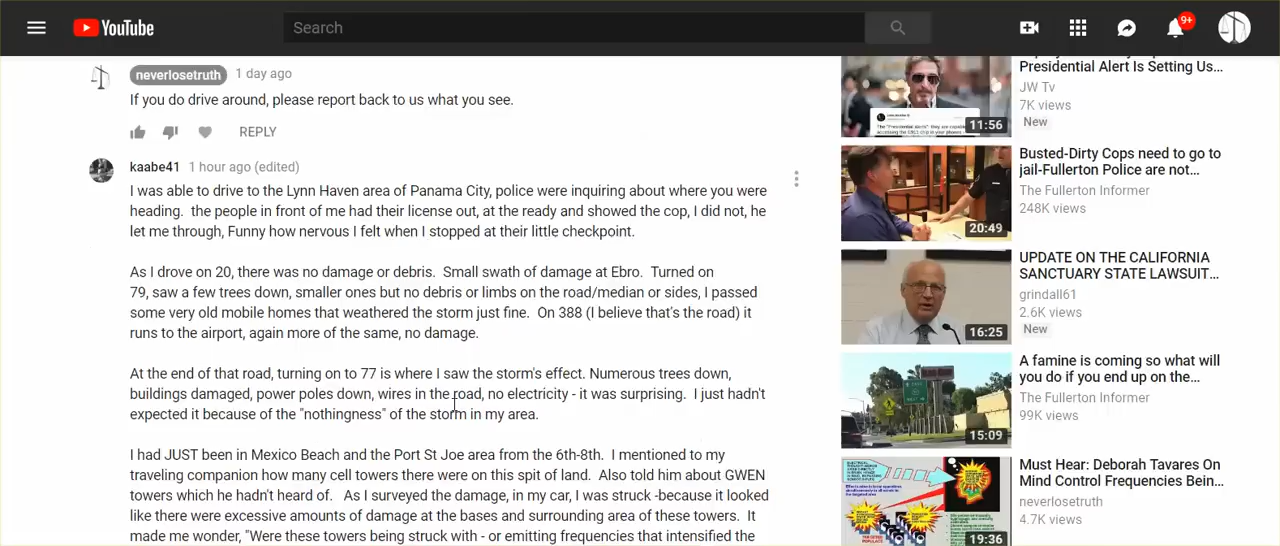 YouTube
Search
9+
neverlosetruth 1 day ago
If you do drive around, please report back to us what you see.
REPLY
kaabe41 1 hour ago (edited)
I was able to drive to the Lynn Haven area of Panama City, police were inquiring about where you were
heading. the people in front of me had their license out, at the ready and showed the cop, I did not, he
let me through, Funny how nervous I felt when I stopped at their little checkpoint.
As I drove on 20, there was no damage or debris. Small swath of damage at Ebro. Turned on
79, saw a few trees down, smaller ones but no debris or limbs on the road/median or sides, I passed
some very old mobile homes that weathered the storm just fine. On 388 (I believe that's the road) it
runs to the airport, again more of the same, no damage.
At the end of that road, turning on to 77 is where I saw the storm's effect. Numerous trees down,
buildings damaged, power poles down, wires in the road, no electricity - it was surprising. I just hadn't
expected it because of the "nothingness" of the storm in my area.
I had JUST been in Mexico Beach and the Port St Joe area from the 6th-8th. I mentioned to my
traveling companion how many cell towers there were on this spit of land. Also told him about GWEN
towers which he hadn't heard of. As I surveyed the damage, in my car, I was struck -because it looked
like there were excessive amounts of damage at the bases and surrounding area of these towers. It
made me wonder, "Were these towers being struck with - or emitting frequencies that intensified the
Presidential Alert Is Setting Us...
JW Tv
7K views
New
11:56
Busted-Dirty Cops need to go to
jail-Fullerton Police are not...
The Fullerton Informer
248K views
20:49
UPDATE ON THE CALIFORNIA
SANCTUARY STATE LAWSUIT...
grindall61
2.6K views
New
16:25
A famine is coming so what will
you do if you end up on the...
The Fullerton Informer
99K views
15:09
Must Hear: Deborah Tavares On
Mind Control Frequencies Bein...
neverlosetruth
4.7K views
19:36